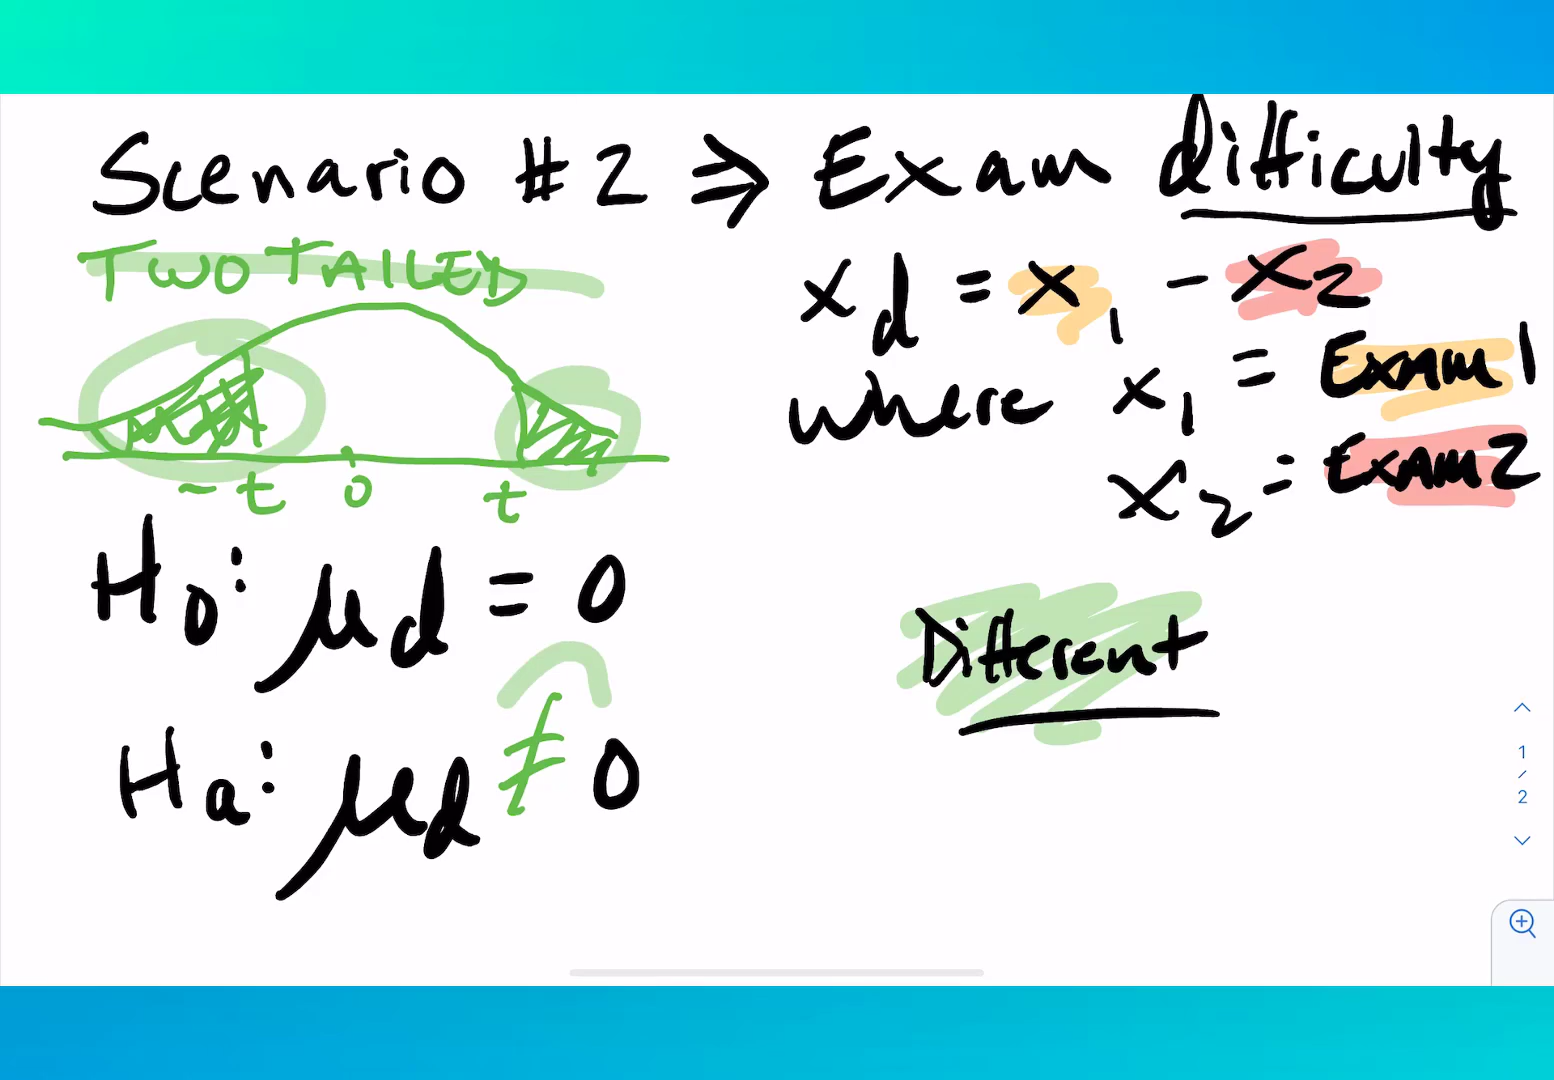 Scenario #2 ⇒ Exam difficulty
TWO TAILED
-t 0 t
H₀: μd = 0
Ha: μd ≠ 0
xd = x₁ - x₂
where x₁ = Exam 1
x₂ = Exam 2
Different
1
/
2